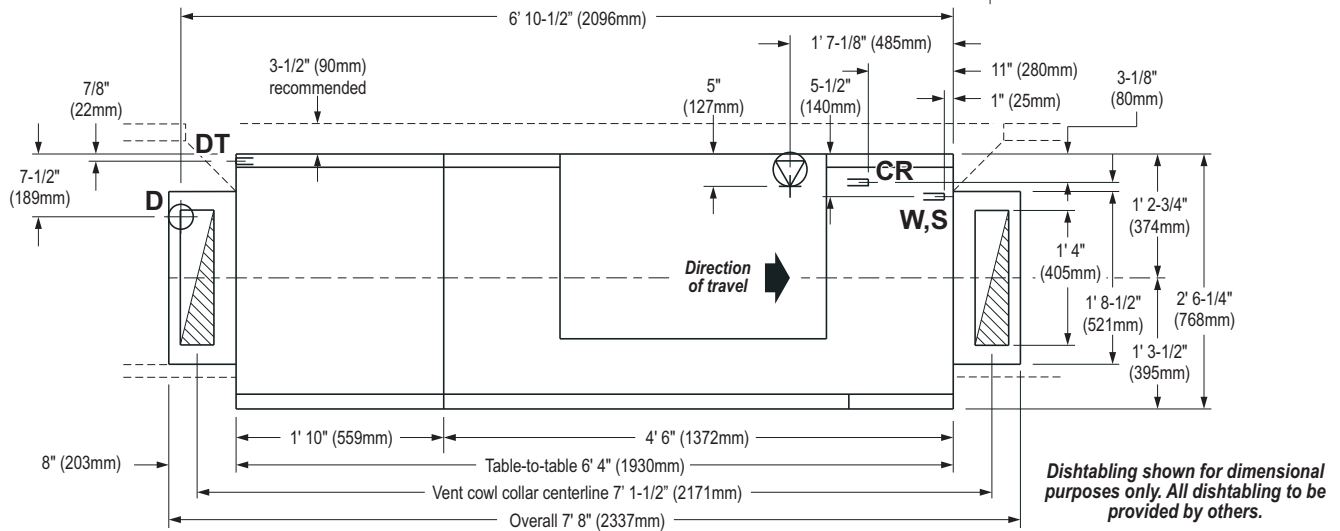 6' 10-1/2” (2096mm)
1’ 7-1/8" (485mm)
3-1/2" (90mm)
recommended
11" (280mm)
7/8"
(22mm)
5"
(127mm)
5-1/2"
(140mm)
1" (25mm)
3-1/8"
(80mm)
DT
CR
7-1/2"
(189mm)
D
W,S
1' 2-3/4"
(374mm)
Direction
of travel
1' 4"
(405mm)
1' 8-1/2"
(521mm)
2' 6-1/4"
(768mm)
1' 3-1/2"
(395mm)
1' 10" (559mm)
4' 6" (1372mm)
8" (203mm)
Table-to-table 6' 4" (1930mm)
Vent cowl collar centerline 7’ 1-1/2” (2171mm)
Overall 7' 8" (2337mm)
Dishtabling shown for dimensional
purposes only. All dishtabling to be
provided by others.